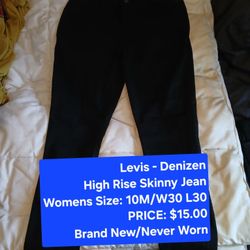 Levis - Denizen
High Rise Skinny Jean
Womens Size: 10M/W30 L30
PRICE: $15.00
Brand New/Never Worn